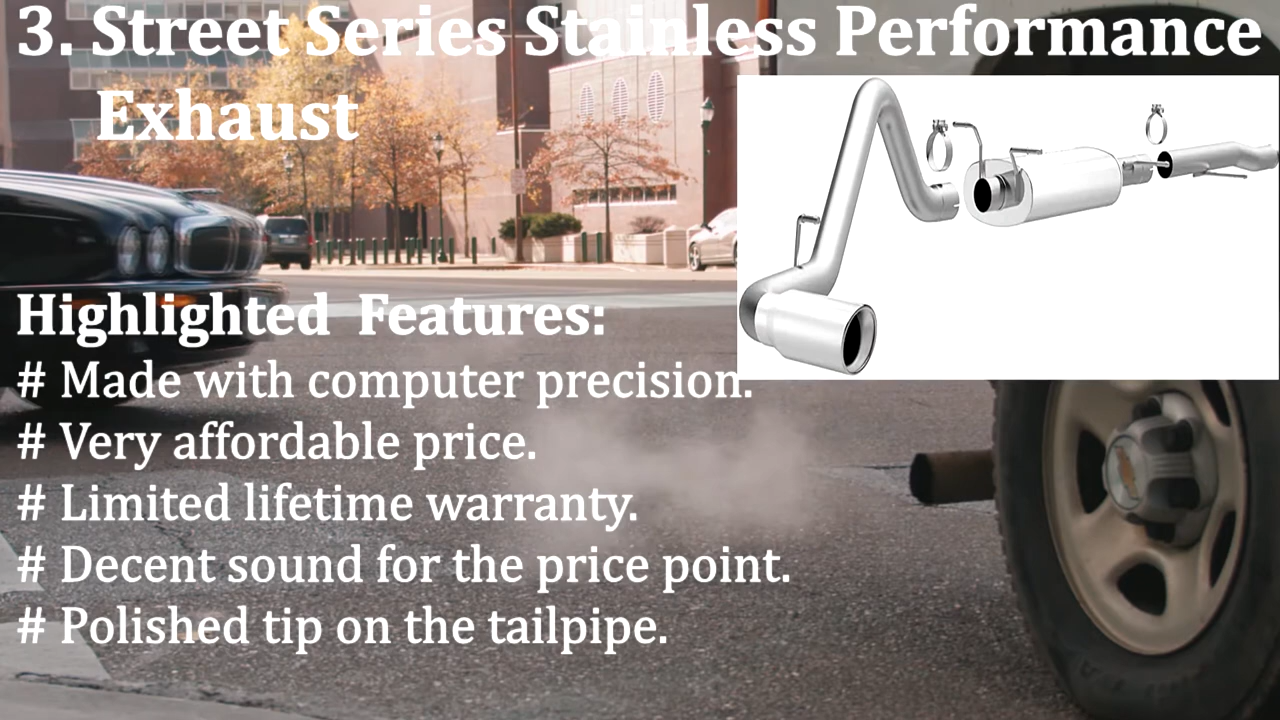 3. Street Series Stainless Performance
Exhaust
Highlighted Features:
# Made with computer precision.
# Very affordable price.
# Limited lifetime warranty.
# Decent sound for the price point.
# Polished tip on the tailpipe.